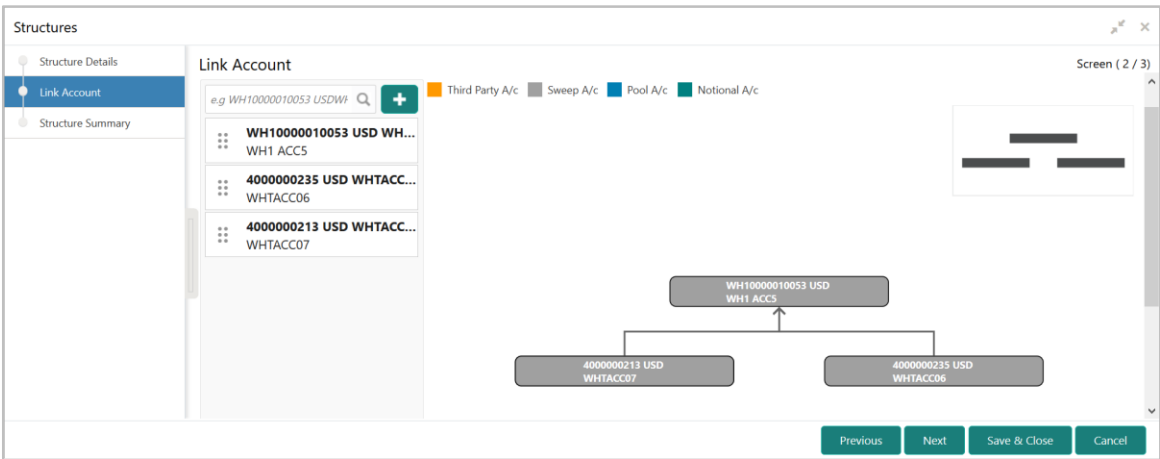 Structures
Structure Details
Link Account
Structure Summary
Link Account
Screen ( 2 / 3)
e.g WH10000010053 USDWH
Third Party A/c Sweep A/c Pool A/c Notional A/c
WH10000010053 USD WH...
WH1 ACC5
4000000235 USD WHTACC...
WHTACC06
4000000213 USD WHTACC...
WHTACC07
WH10000010053 USD
WH1 ACC5
4000000213 USD
WHTACC07
4000000235 USD
WHTACC06
Previous Next Save & Close Cancel